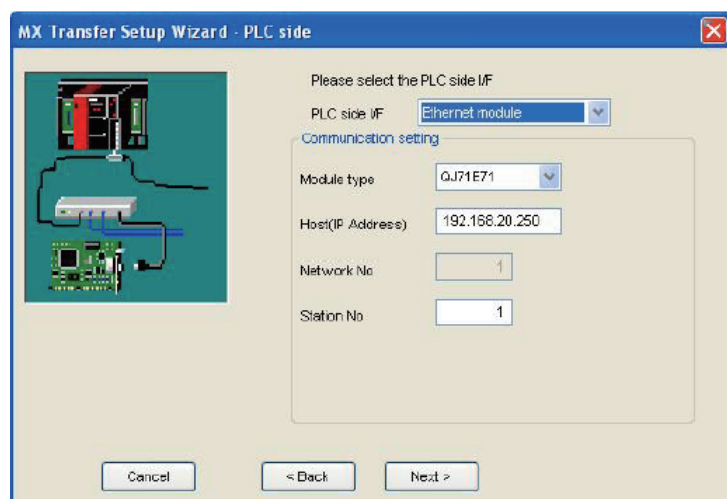 MX Transfer Setup Wizard - PLC side
Please select the PLC side I/F
PLC side I/F Ethernet module
Communication setting
Module type QJ71E71
Host(IP Address) 192.168.20.250
Network No 1
Station No 1
Cancel < Back Next >